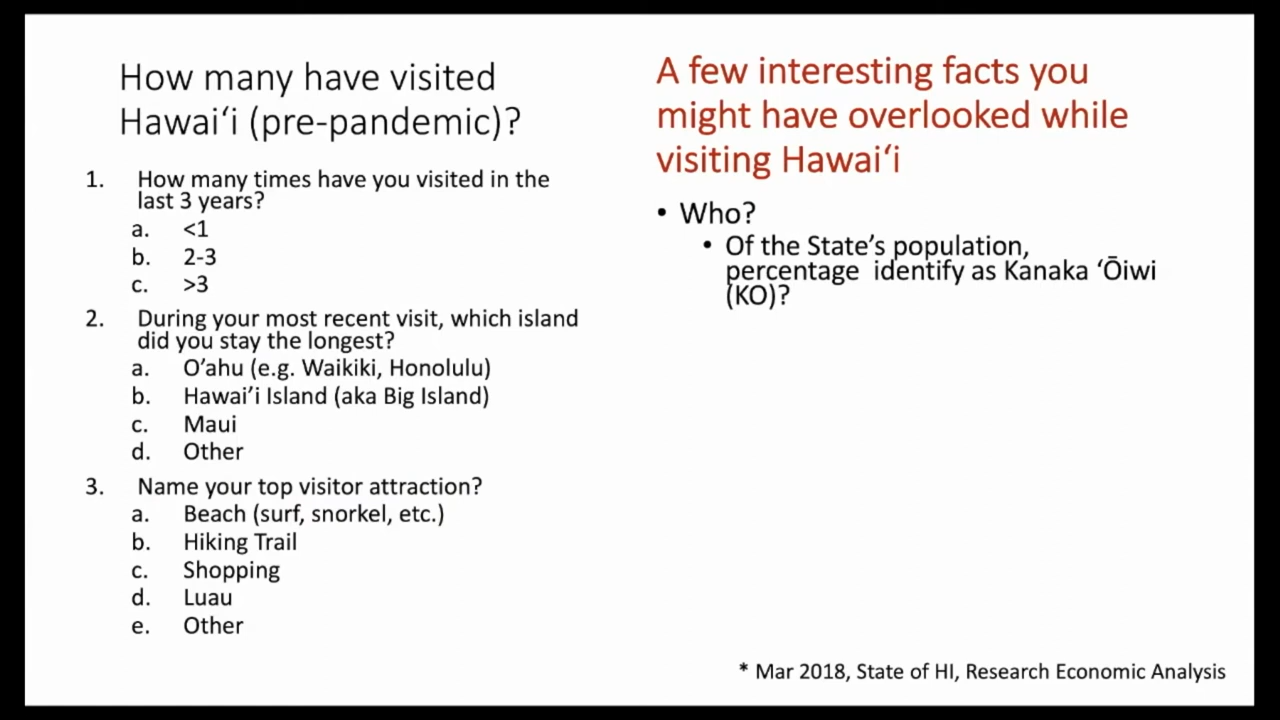 How many have visited
Hawai‘i (pre-pandemic)?
1. How many times have you visited in the
last 3 years?
a. <1
b. 2-3
c. >3
2. During your most recent visit, which island
did you stay the longest?
a. O’ahu (e.g. Waikiki, Honolulu)
b. Hawai’i Island (aka Big Island)
c. Maui
d. Other
3. Name your top visitor attraction?
a. Beach (surf, snorkel, etc.)
b. Hiking Trail
c. Shopping
d. Luau
e. Other
A few interesting facts you
might have overlooked while
visiting Hawai‘i
• Who?
• Of the State’s population,
percentage identify as Kanaka ‘Ōiwi
(KO)?
* Mar 2018, State of HI, Research Economic Analysis